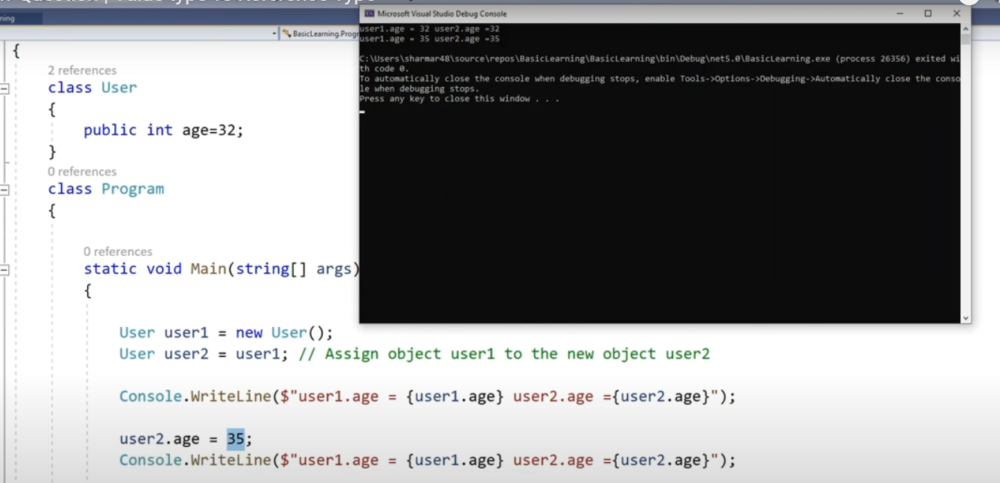 Microsoft Visual Studio Debug Console
ning
BasicLearning.Progr
user1.age = 32 user2.age =32
user1.age = 35 user2.age =35
C:\Users\sharmar48\source\repos\BasicLearning\BasicLearning\bin\Debug\net5.0\BasicLearning.exe (process 26356) exited wi
th code 0.
To automatically close the console when debugging stops, enable Tools->Options->Debugging->Automatically close the conso
le when debugging stops.
Press any key to close this window . . .
{
2 references
class User
{
public int age=32;
}
0 references
class Program
{
0 references
static void Main(string[] args)
{
User user1 = new User();
User user2 = user1; // Assign object user1 to the new object user2
Console.WriteLine($"user1.age = {user1.age} user2.age ={user2.age}");
user2.age = 35;
Console.WriteLine($"user1.age = {user1.age} user2.age ={user2.age}");